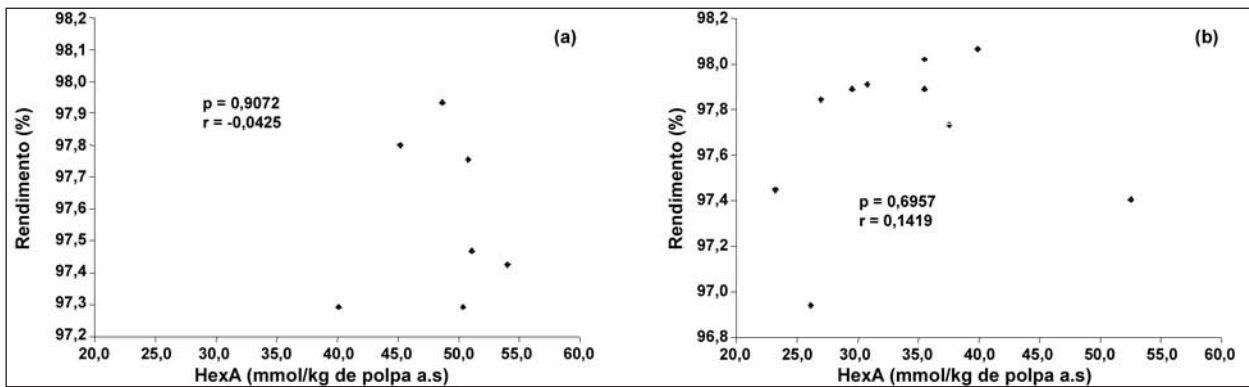 (a)
Rendimento (%)
98,2
98,1
98,0
97,9
97,8
97,6
97,5
97,4
97,3
97,2
p = 0,9072
r = -0,0425
20,0 25,0 30,0 35,0 40,0 45,0 50,0 55,0 60,0
HexA (mmol/kg de polpa a.s)
(b)
Rendimento (%)
98,2
98,0
97,8
97,6
97,4
97,2
97,0
96,8
p = 0,6957
r = 0,1419
20,0 25,0 30,0 35,0 40,0 45,0 50,0 55,0 60,0
HexA (mmol/kg de polpa a.s)